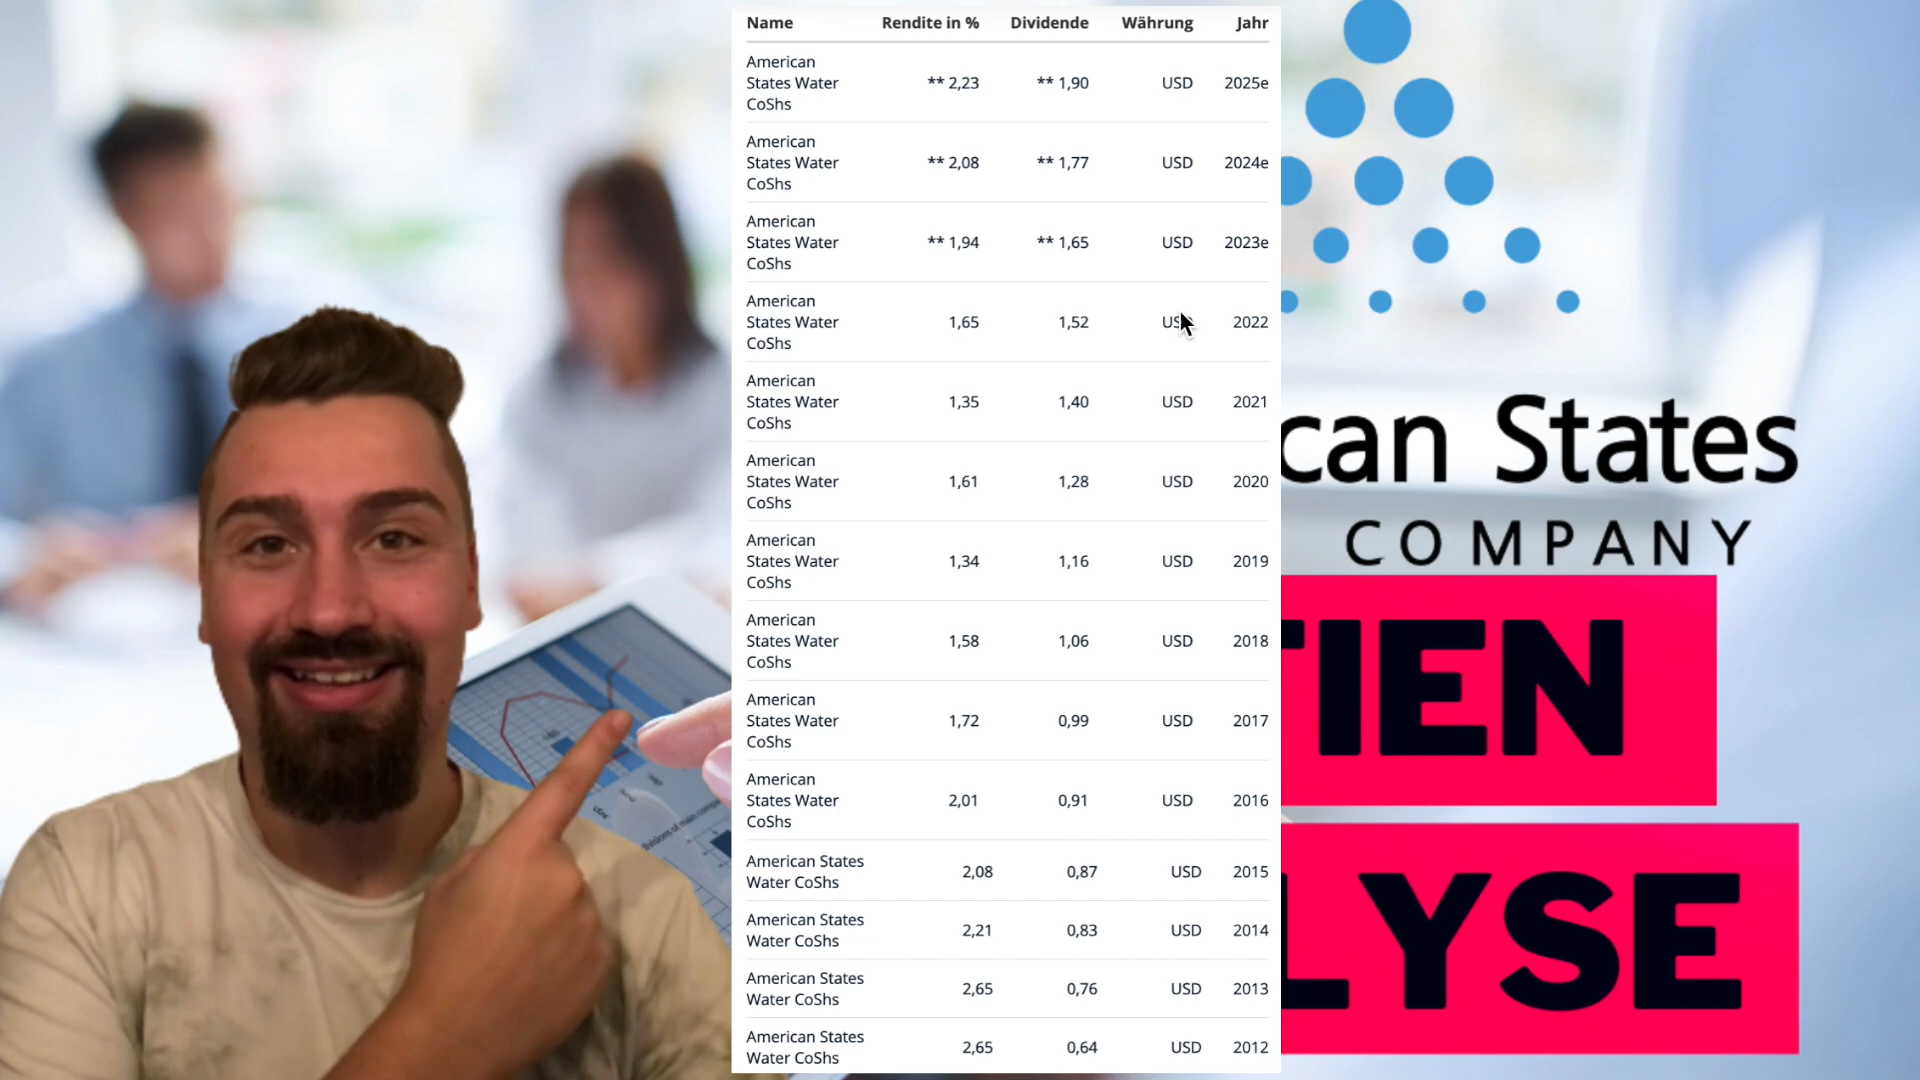 Name Rendite in % Dividende Währung Jahr
American
States Water ** 2,23 ** 1,90 USD 2025e
CoShs
American
States Water ** 2,08 ** 1,77 USD 2024e
CoShs
American
States Water ** 1,94 ** 1,65 USD 2023e
CoShs
American
States Water 1,65 1,52 USD 2022
CoShs
American
States Water 1,35 1,40 USD 2021
CoShs
American
States Water 1,61 1,28 USD 2020
CoShs
American
States Water 1,34 1,16 USD 2019
CoShs
American
States Water 1,58 1,06 USD 2018
CoShs
American
States Water 1,72 0,99 USD 2017
CoShs
American
States Water 2,01 0,91 USD 2016
CoShs
American States
Water CoShs 2,08 0,87 USD 2015
American States
Water CoShs 2,21 0,83 USD 2014
American States
Water CoShs 2,65 0,76 USD 2013
American States
Water CoShs 2,65 0,64 USD 2012
can States
COMPANY
TIEN
LYSE